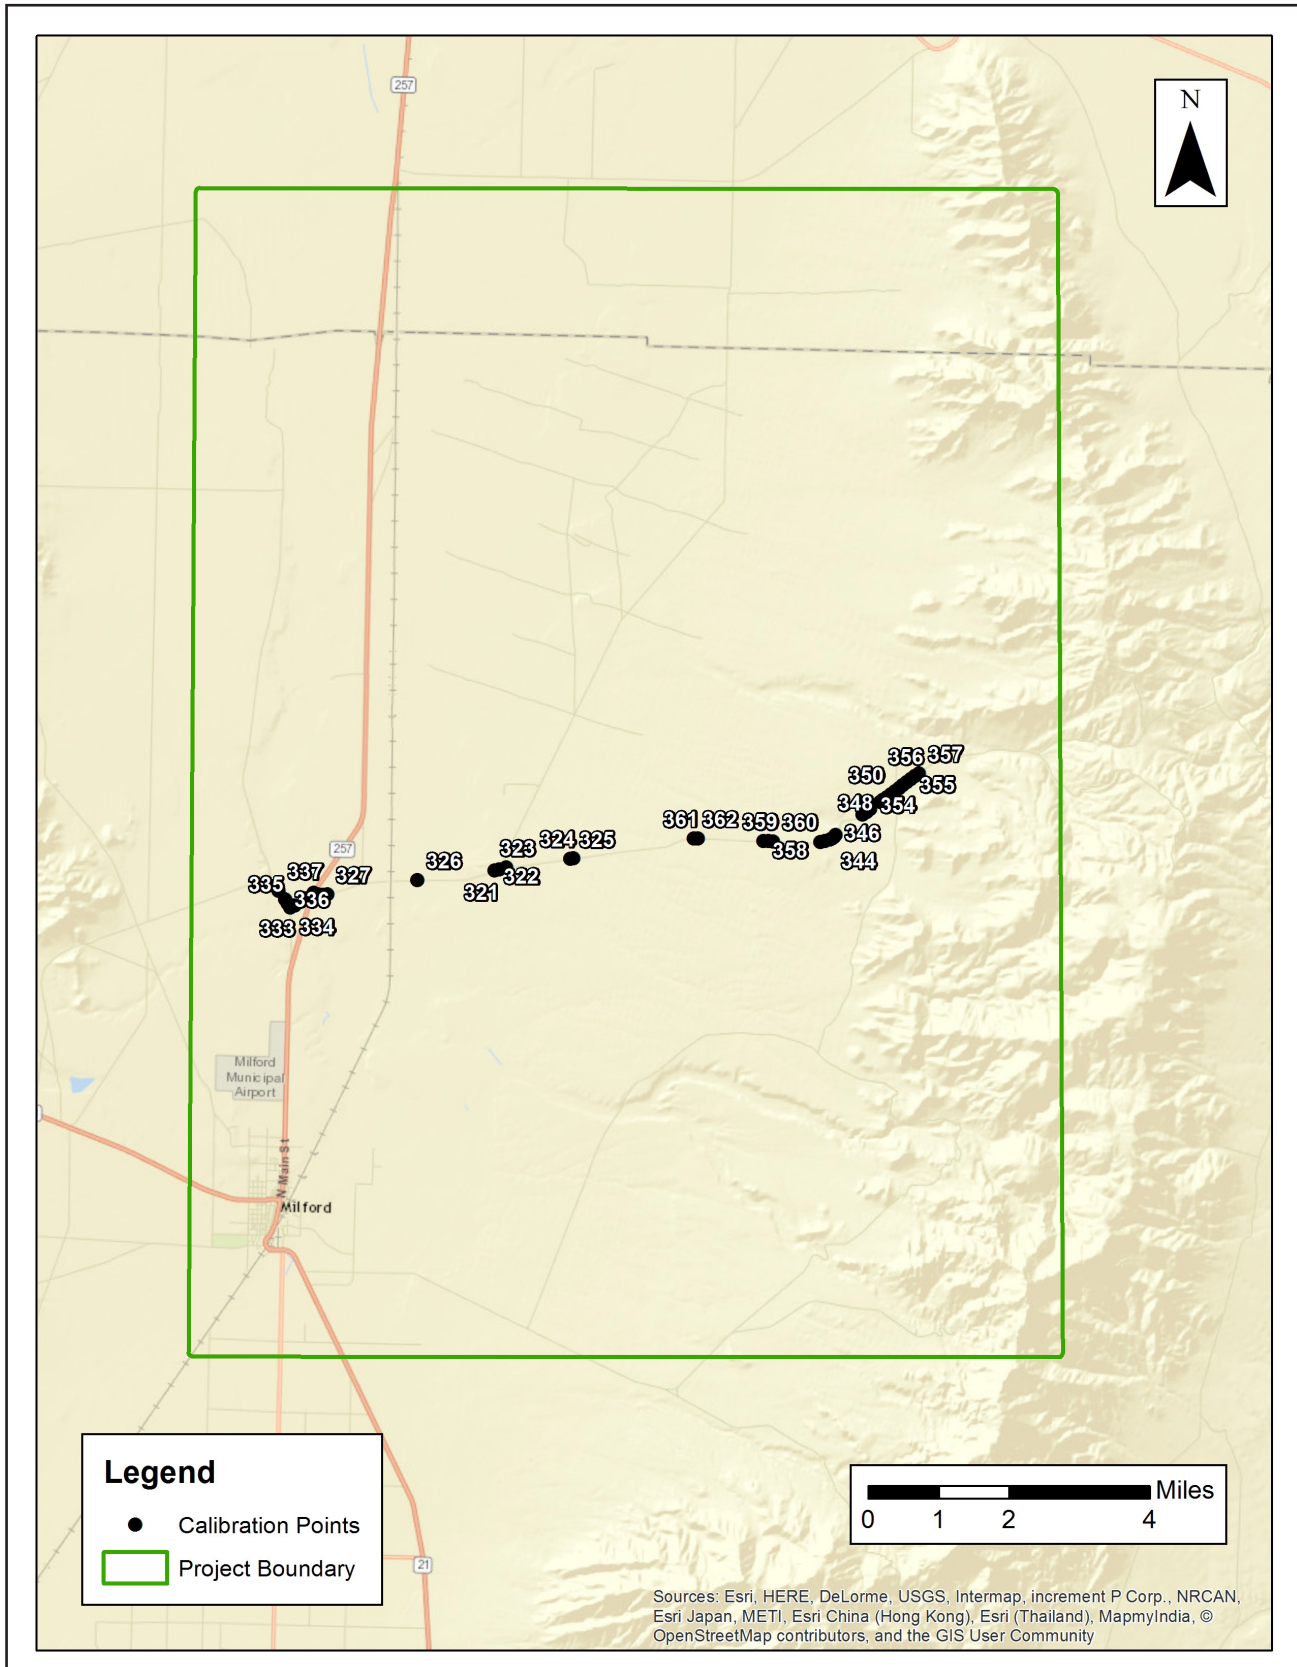 257
N
356 357
350
355
348 354
361 362 359 360
346
358
344
324 325
323
326
322
321
257
337 327
335
336
333 334
Milford
Municipal
Airport
N Main St
Milford
21
Legend
Calibration Points
Project Boundary
Miles
0 1 2 4
Sources: Esri, HERE, DeLorme, USGS, Intermap, increment P Corp., NRCAN,
Esri Japan, METI, Esri China (Hong Kong), Esri (Thailand), MapmyIndia, ©
OpenStreetMap contributors, and the GIS User Community